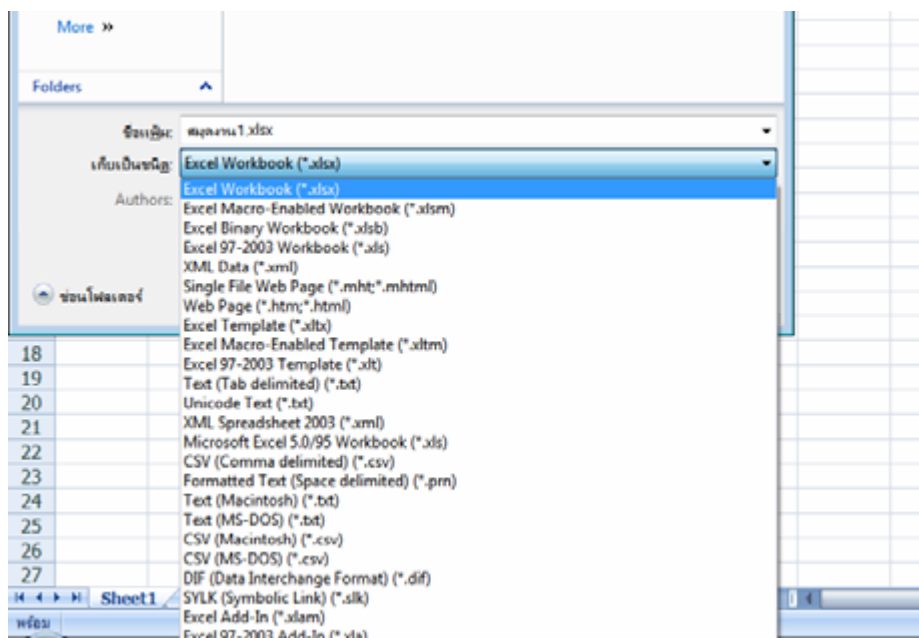 More »
Folders
ชื่อแฟ้ม: สมุดงาน1.xlsx
เก็บเป็นชนิด: Excel Workbook (*.xlsx)
Excel Workbook (*.xlsx)
Authors:
Excel Macro-Enabled Workbook (*.xlsm)
Excel Binary Workbook (*.xlsb)
Excel 97-2003 Workbook (*.xls)
XML Data (*.xml)
Single File Web Page (*.mht;*.mhtml)
ซ่อนโฟลเดอร์
Web Page (*.htm;*.html)
Excel Template (*.xltx)
Excel Macro-Enabled Template (*.xltm)
18
Excel 97-2003 Template (*.xlt)
19
Text (Tab delimited) (*.txt)
20
Unicode Text (*.txt)
21
XML Spreadsheet 2003 (*.xml)
Microsoft Excel 5.0/95 Workbook (*.xls)
22
CSV (Comma delimited) (*.csv)
23
Formatted Text (Space delimited) (*.prn)
24
Text (Macintosh) (*.txt)
25
Text (MS-DOS) (*.txt)
CSV (Macintosh) (*.csv)
26
CSV (MS-DOS) (*.csv)
27
DIF (Data Interchange Format) (*.dif)
Sheet1
SYLK (Symbolic Link) (*.slk)
พร้อม
Excel Add-In (*.xlam)
Excel 97-2003 Add-In (*.xla)